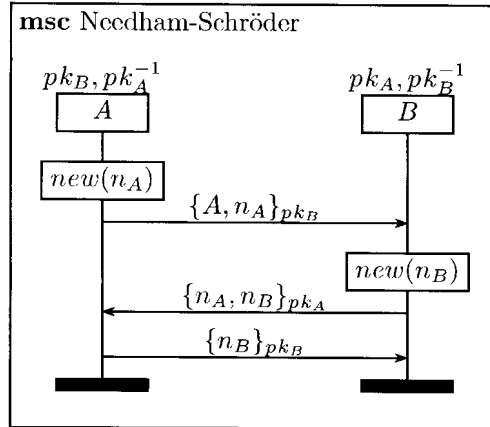 msc Needham-Schröder
pk_B, pk_A^{-1} pk_A, pk_B^{-1}
A B
new(n_A)
{A, n_A}_{pk_B}
new(n_B)
{n_A, n_B}_{pk_A}
{n_B}_{pk_B}